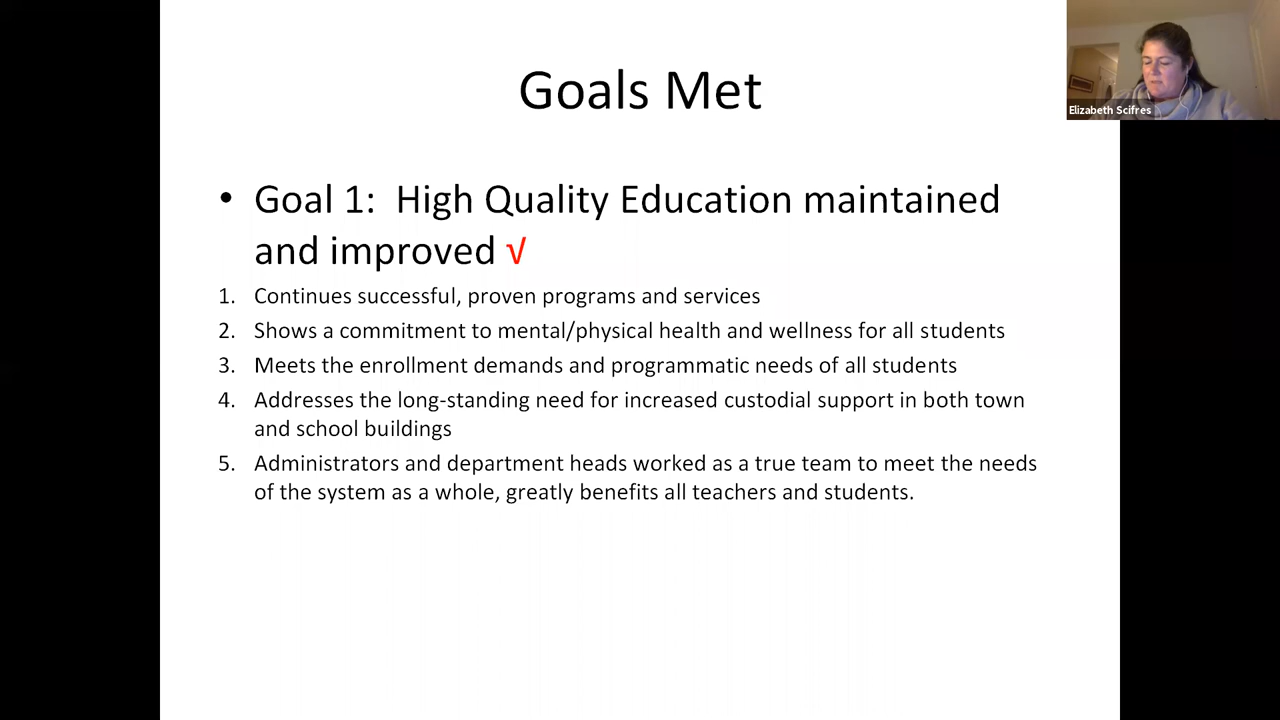 Goals Met
Elizabeth Scifres
• Goal 1: High Quality Education maintained
and improved √
1. Continues successful, proven programs and services
2. Shows a commitment to mental/physical health and wellness for all students
3. Meets the enrollment demands and programmatic needs of all students
4. Addresses the long-standing need for increased custodial support in both town
and school buildings
5. Administrators and department heads worked as a true team to meet the needs
of the system as a whole, greatly benefits all teachers and students.